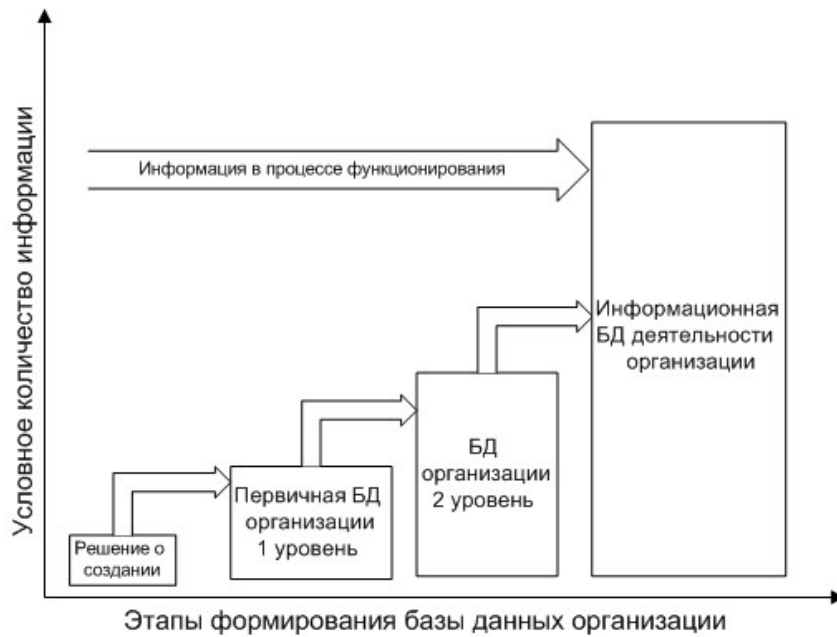 Условное количество информации
Информация в процессе функционирования
Решение о
создании
Первичная БД
организации
1 уровень
БД
организации
2 уровень
Информационная
БД деятельности
организации
Этапы формирования базы данных организации